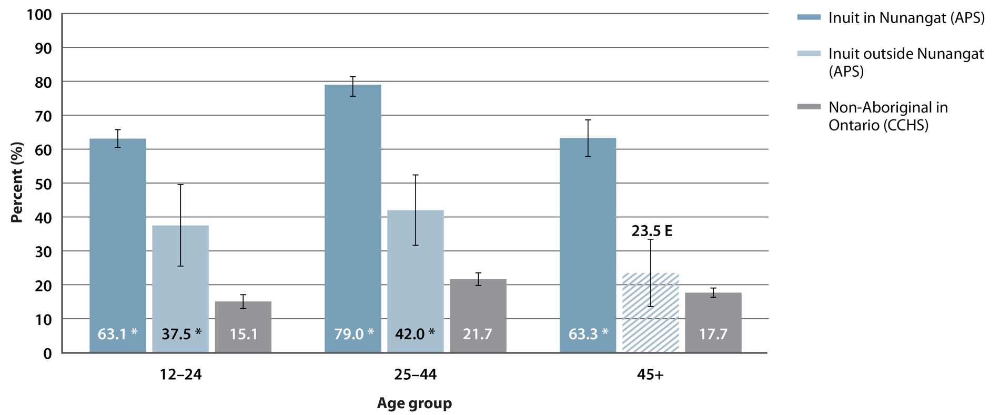 100
90
80
70
60
50
40
30
20
10
0
Percent (%)
63.1 *
37.5 *
15.1
79.0 *
42.0 *
21.7
63.3 *
23.5 E
17.7
12–24
25–44
45+
Age group
Inuit in Nunangat (APS)
Inuit outside Nunangat
(APS)
Non-Aboriginal in
Ontario (CCHS)